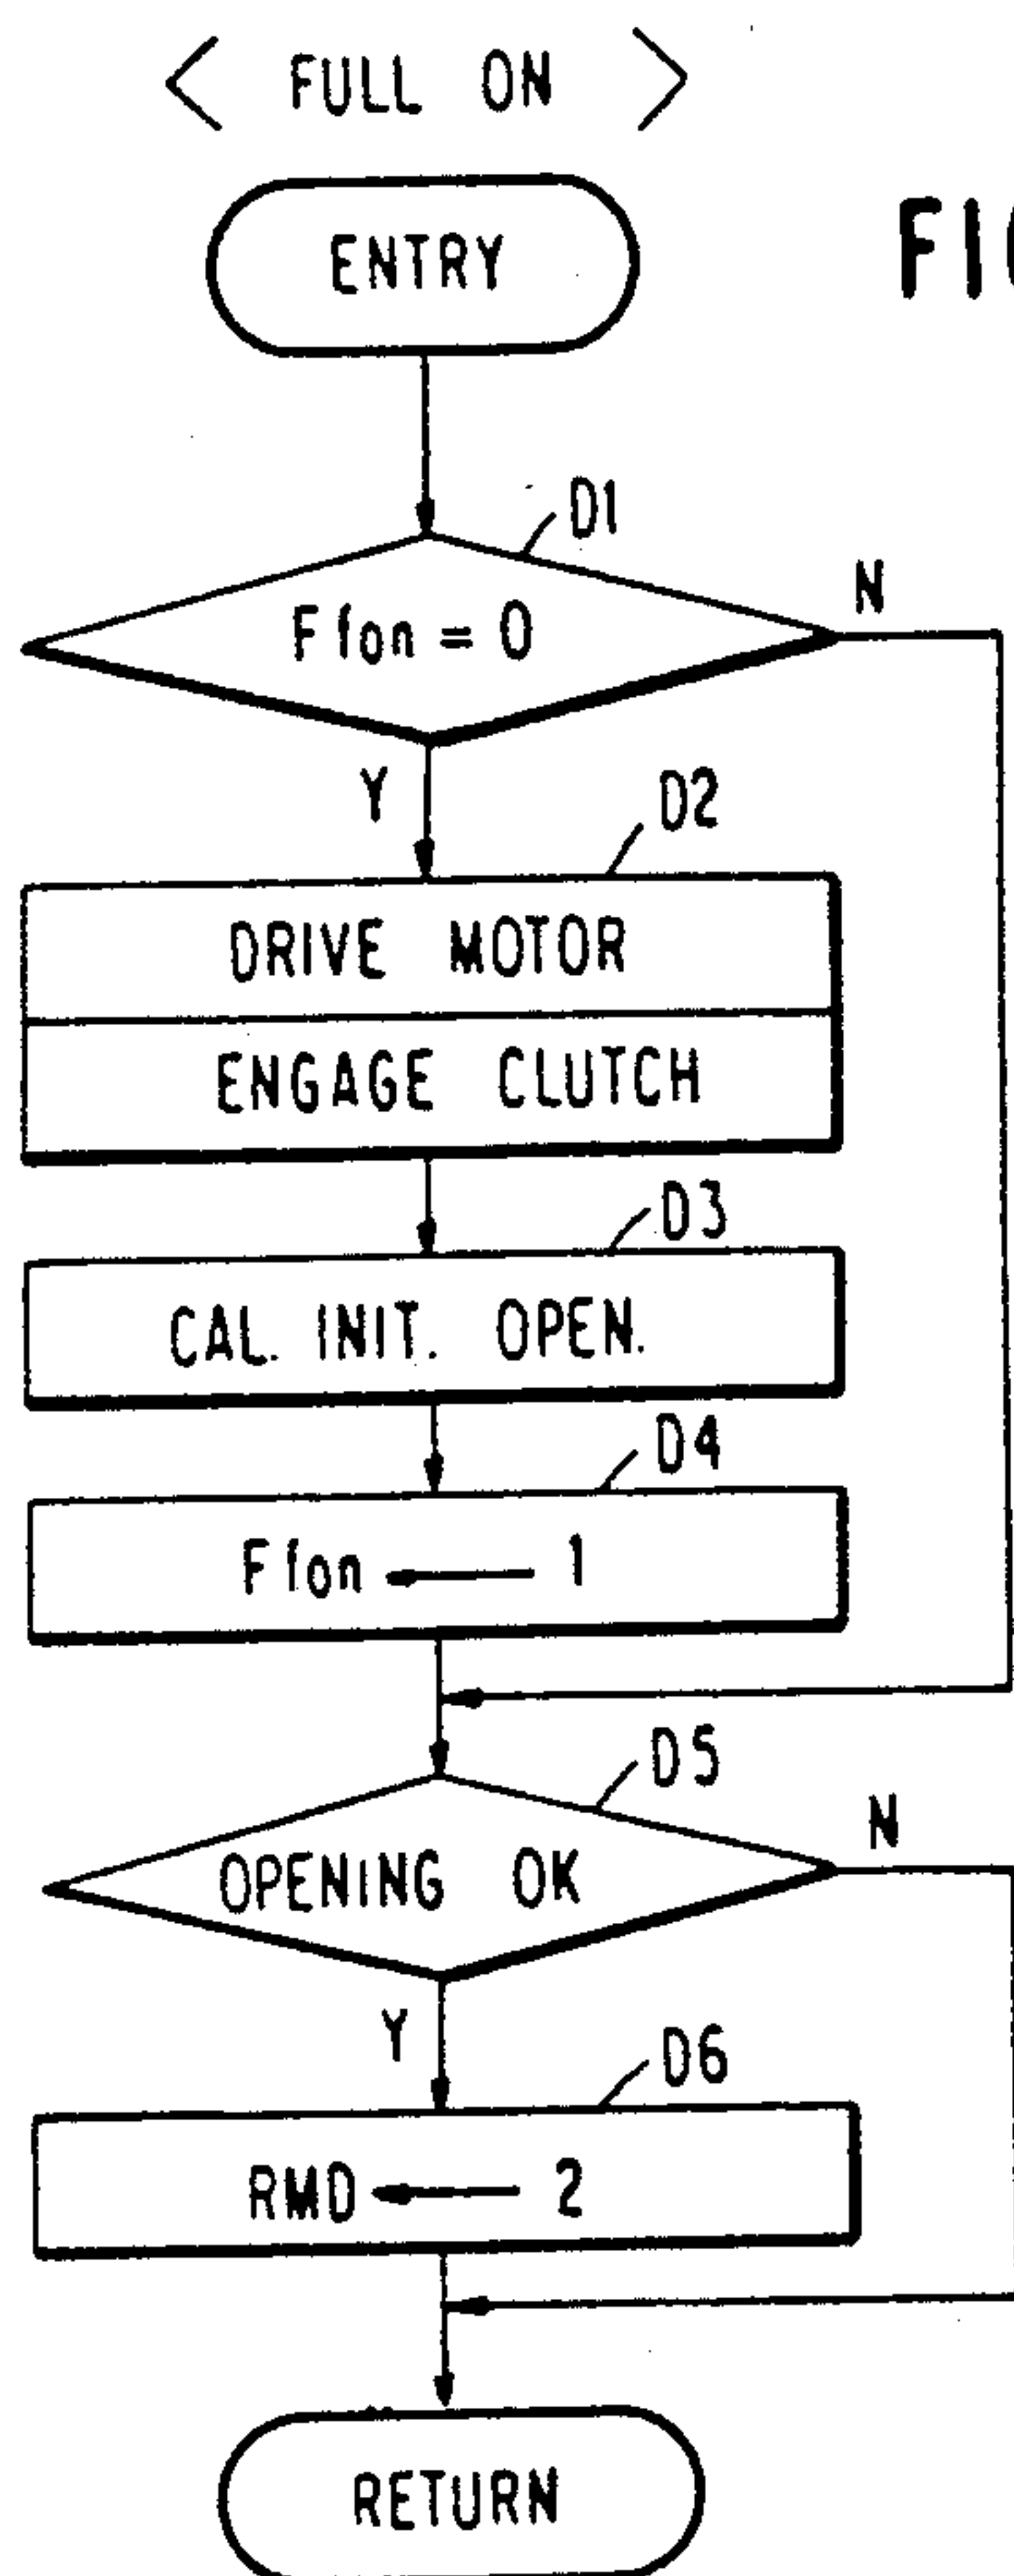 < FULL ON >
ENTRY
FIG
D1
Ffon = 0
N
Y
D2
DRIVE MOTOR
ENGAGE CLUTCH
D3
CAL. INIT. OPEN.
D4
Ffon ← 1
D5
OPENING OK
N
Y
D6
RMD ← 2
RETURN